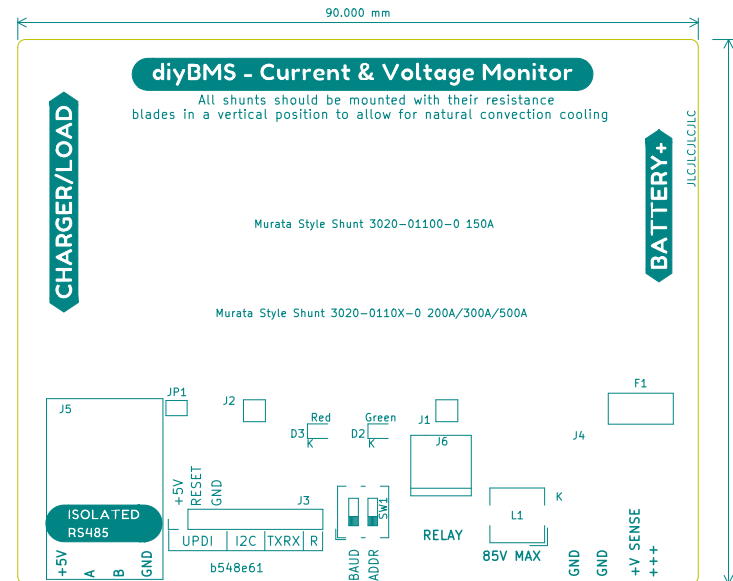 90.000 mm
diyBMS - Current & Voltage Monitor
All shunts should be mounted with their resistance
blades in a vertical position to allow for natural convection cooling
CHARGER/LOAD
BATTERY+
JLCJLCJLCJLC
Murata Style Shunt 3020-01100-0 150A
Murata Style Shunt 3020-0110X-0 200A/300A/500A
J5
JP1
J2
Red
D3
K
Green
D2
K
J1
J6
F1
J4
+5V
RESET
GND
J3
SW1
L1
K
ISOLATED
RS485
UPDI I2C TXRX R
b548e61
RELAY
85V MAX
+5V
A
B
GND
BAUD
ADDR
GND
GND
+V SENSE
+++